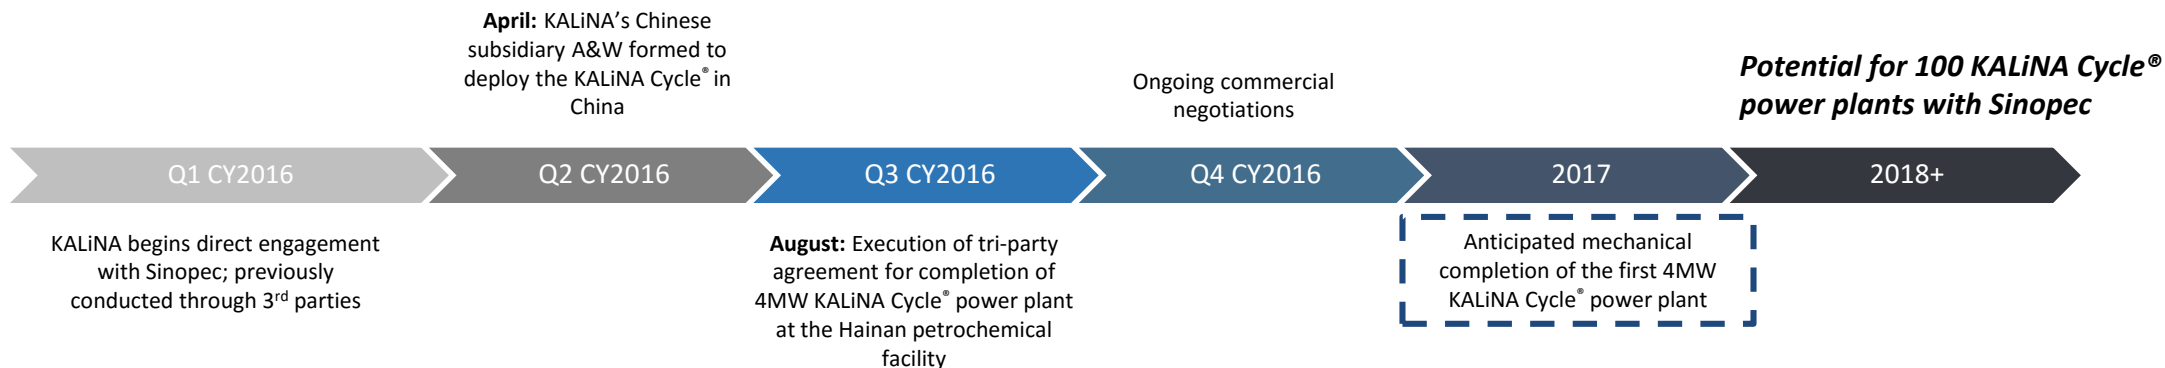 April: KALiNA’s Chinese
subsidiary A&W formed to
deploy the KALiNA Cycle® in
China
Ongoing commercial
negotiations
Potential for 100 KALiNA Cycle®
power plants with Sinopec
Q1 CY2016
Q2 CY2016
Q3 CY2016
Q4 CY2016
2017
2018+
KALiNA begins direct engagement
with Sinopec; previously
conducted through 3rd parties
August: Execution of tri-party
agreement for completion of
4MW KALiNA Cycle® power plant
at the Hainan petrochemical
facility
Anticipated mechanical
completion of the first 4MW
KALiNA Cycle® power plant